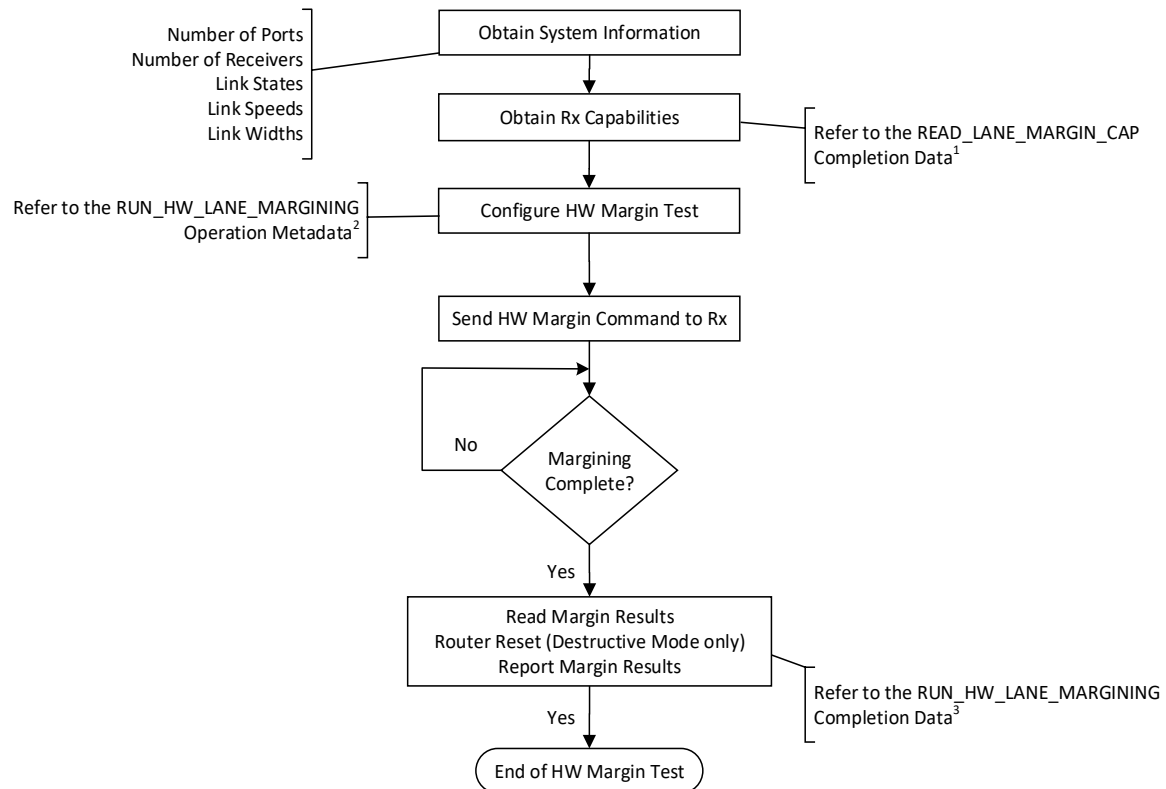 Number of Ports
Number of Receivers
Link States
Link Speeds
Link Widths
Obtain System Information
Obtain Rx Capabilities
Refer to the READ_LANE_MARGIN_CAP
Completion Data¹
Refer to the RUN_HW_LANE_MARGINING
Operation Metadata²
Configure HW Margin Test
Send HW Margin Command to Rx
No
Margining
Complete?
Yes
Read Margin Results
Router Reset (Destructive Mode only)
Report Margin Results
Refer to the RUN_HW_LANE_MARGINING
Completion Data³
Yes
End of HW Margin Test